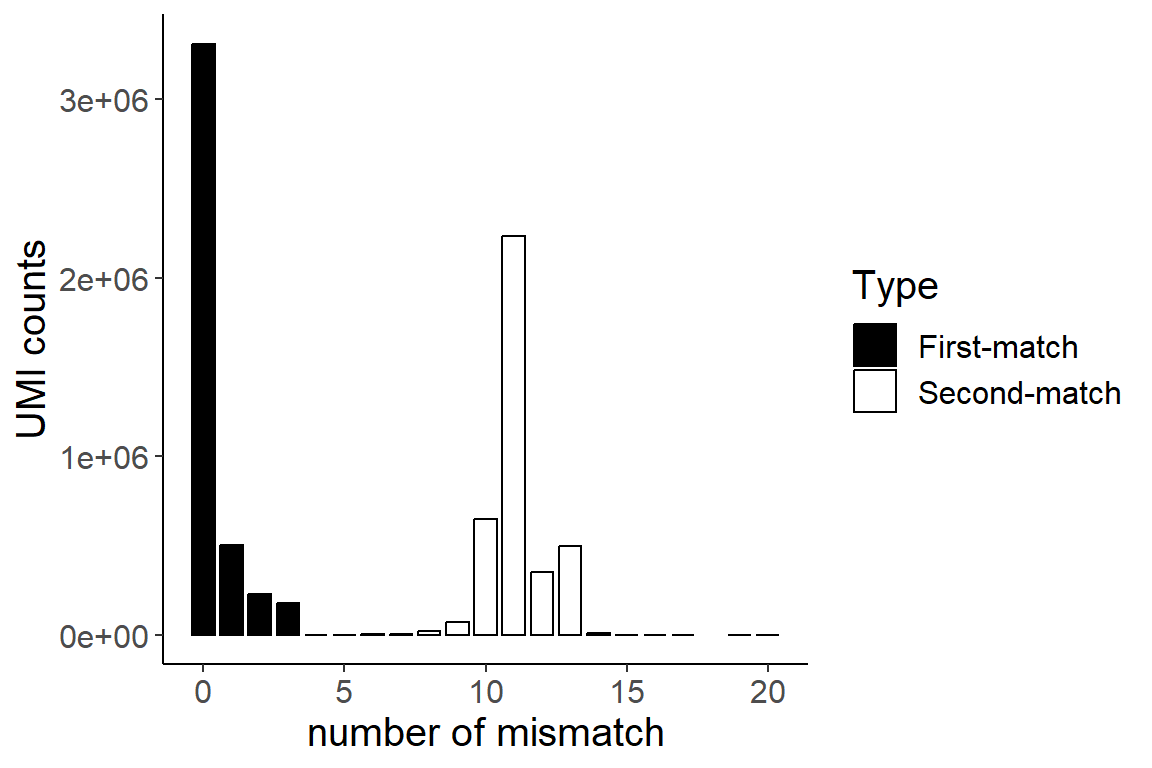 UMI counts
3e+06
2e+06
1e+06
0e+00
0 5 10 15 20
number of mismatch
Type
First-match
Second-match